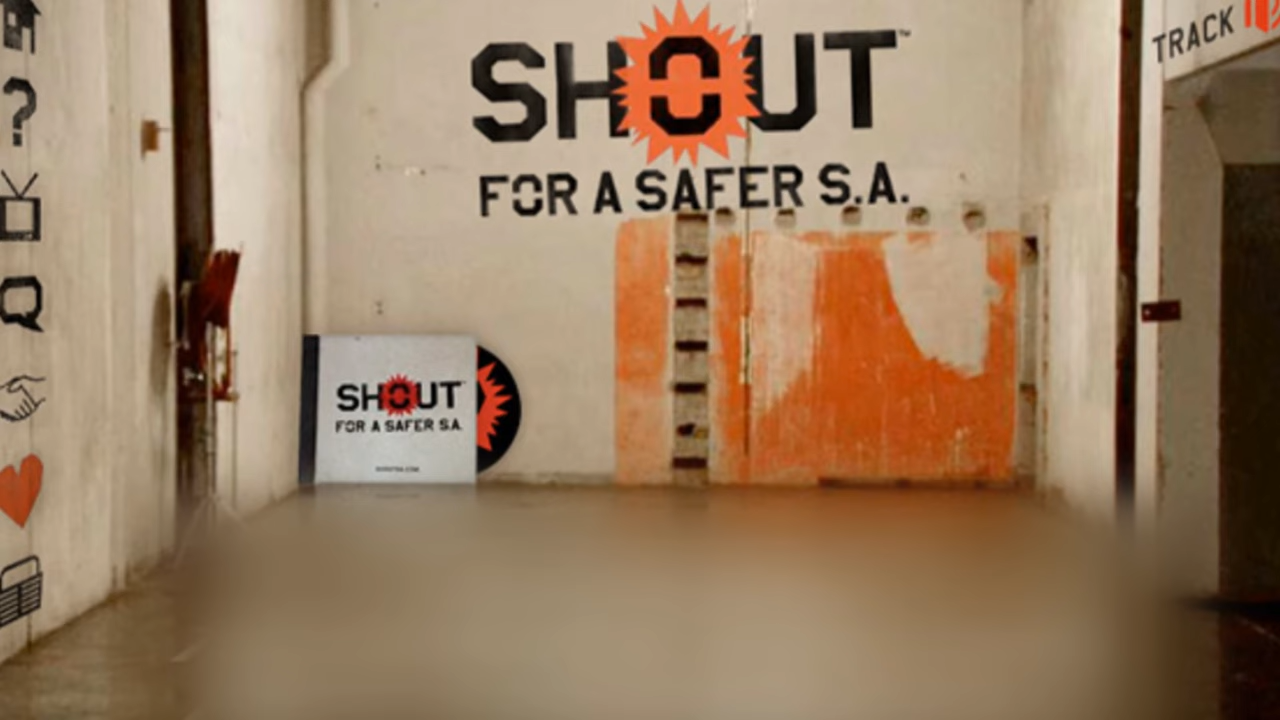 SHOUT™
FOR A SAFER S.A.
TRACK
SHOUT
FOR A SAFER S.A.